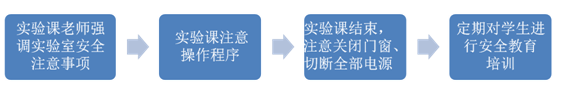 实验课老师强
调实验室安全
注意事项
实验课注意
操作程序
实验课结束，
注意关闭门窗、
切断全部电源
定期对学生进
行安全教育
培训